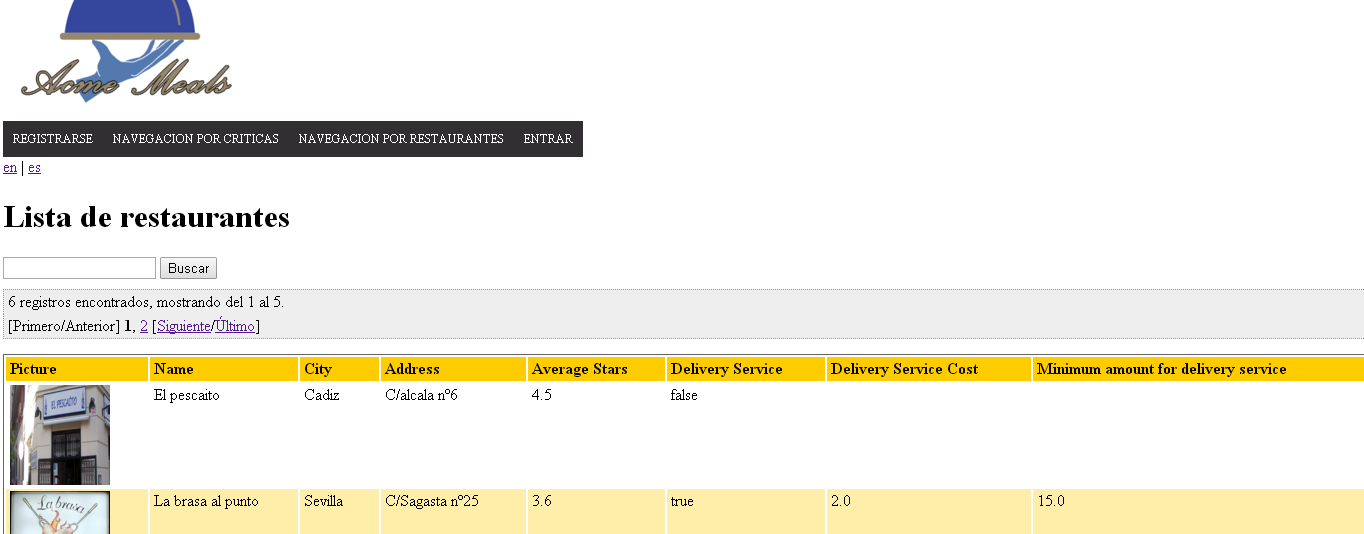 Acme Meals
REGISTRARSE NAVEGACION POR CRITICAS NAVEGACION POR RESTAURANTES ENTRAR
en | es
Lista de restaurantes
Buscar
6 registros encontrados, mostrando del 1 al 5.
[Primero/Anterior] 1, 2 [Siguiente/Último]
Picture Name City Address Average Stars Delivery Service Delivery Service Cost Minimum amount for delivery service
EL PESCAÍTO
El pescaito Cadiz C/alcala nº6 4.5 false
La brasa
La brasa al punto Sevilla C/Sagasta nº25 3.6 true 2.0 15.0